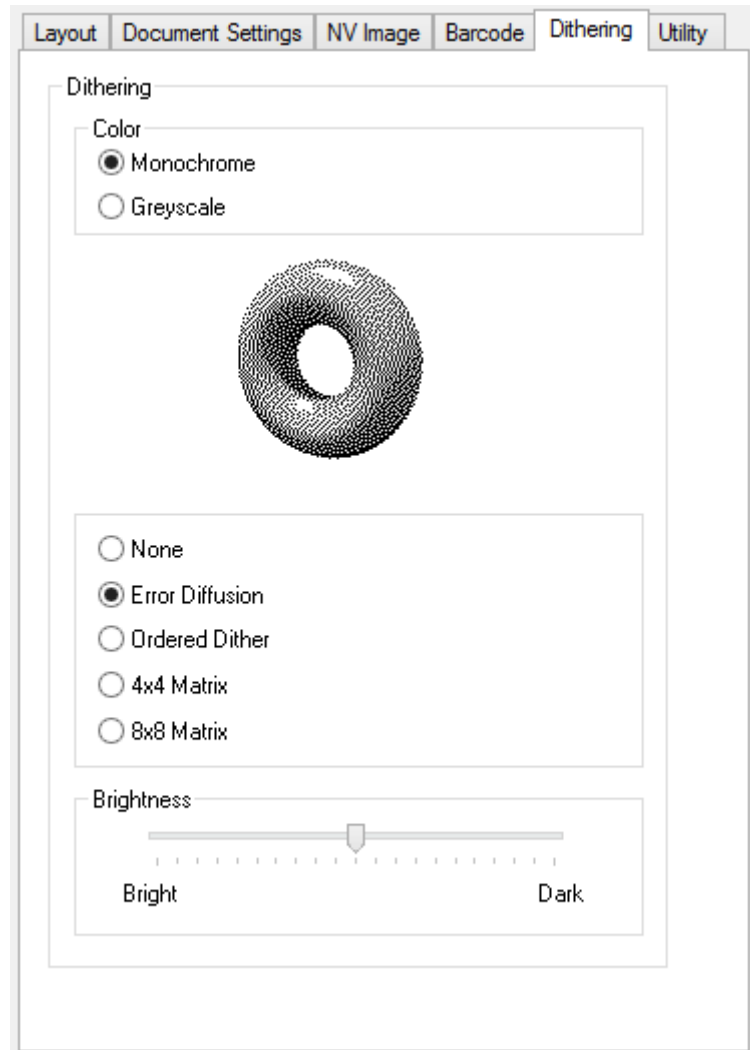 Layout Document Settings NV Image Barcode Dithering Utility
Dithering
Color
Monochrome
Greyscale
None
Error Diffusion
Ordered Dither
4x4 Matrix
8x8 Matrix
Brightness
Bright Dark